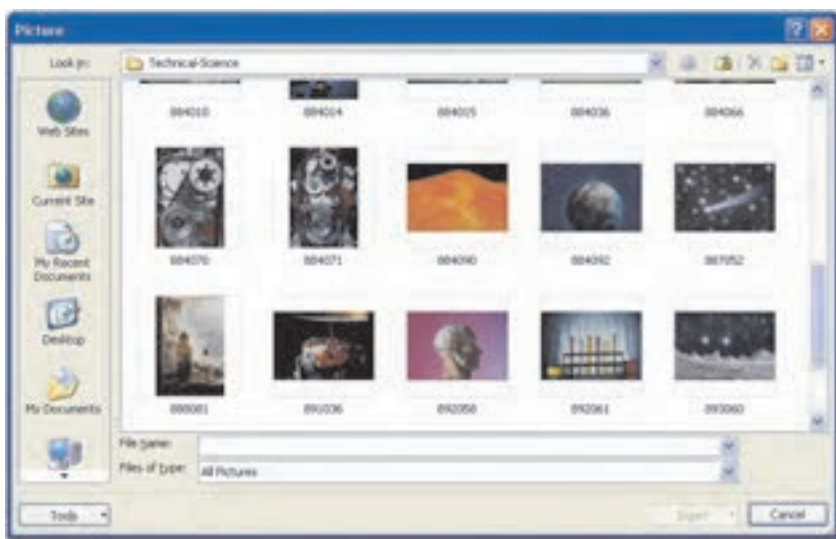 Picture
Look in: Technical-Science
884010 884014 884015 884036 884066
Web Sites
Current Site
884070 884071 884090 884092 887052
My Recent
Documents
Desktop
My Documents
891036 892058 892061 893060
File name:
Files of type: All Pictures
Tools Insert Cancel